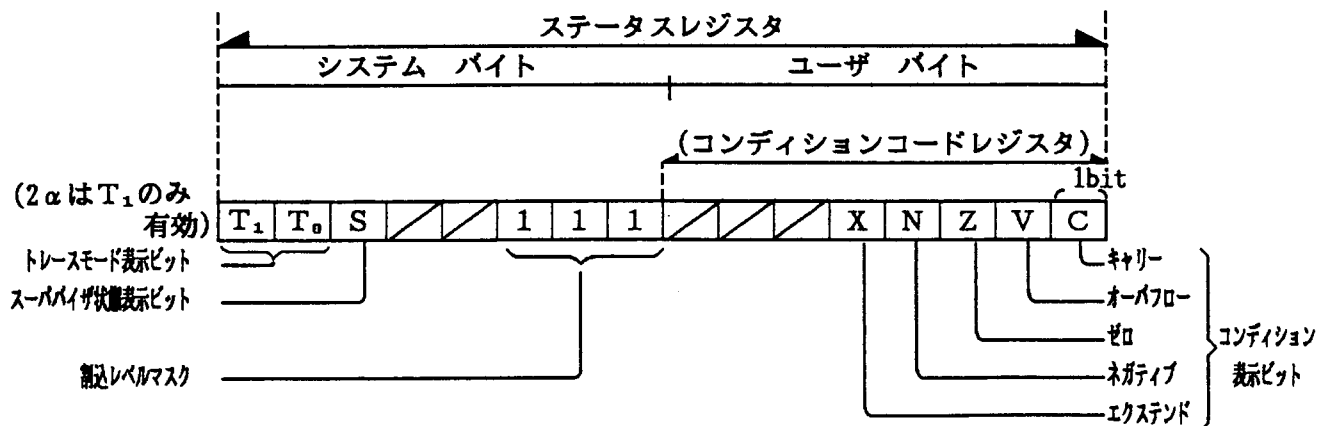 ステータスレジスタ
システム バイト
ユーザ バイト
(コンディションコードレジスタ)
1bit
(2αはT₁のみ
有効)
T₁ T₀ S 1 1 1 X N Z V C
トレースモード表示ビット
スーパバイザ状態表示ビット
割込レベルマスク
キャリー
オーバフロー
ゼロ
ネガティブ
エクステンド
コンディション
表示ビット